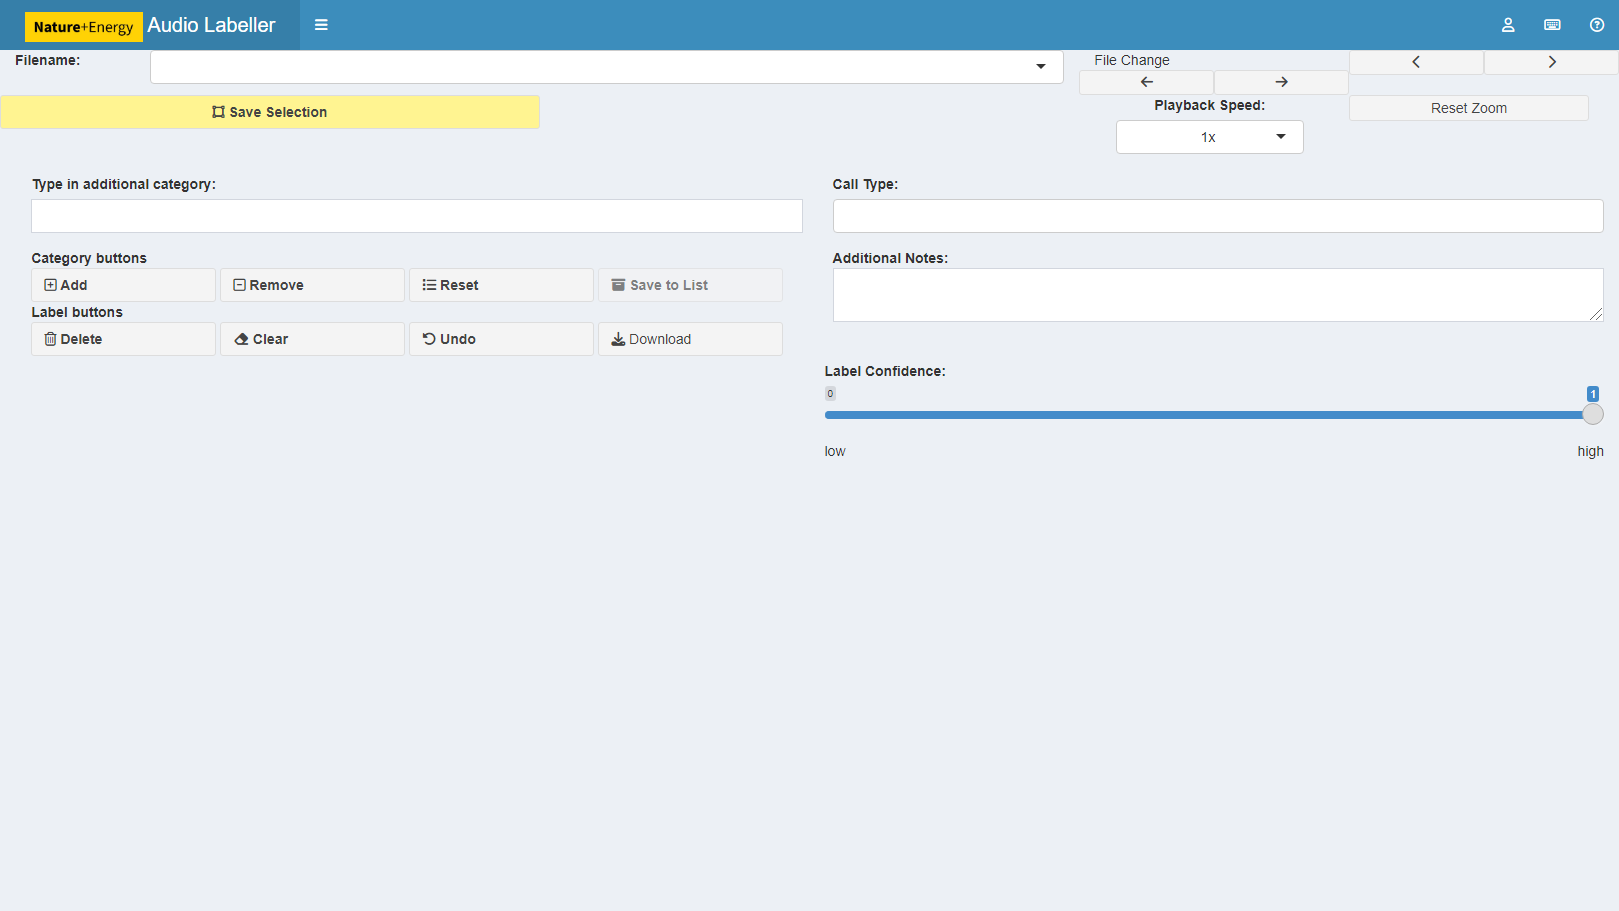 Nature+Energy Audio Labeller
Filename:
File Change
Save Selection
Playback Speed:
Reset Zoom
1x
Type in additional category:
Call Type:
Category buttons
Additional Notes:
Add
Remove
Reset
Save to List
Label buttons
Delete
Clear
Undo
Download
Label Confidence:
0
1
low
high